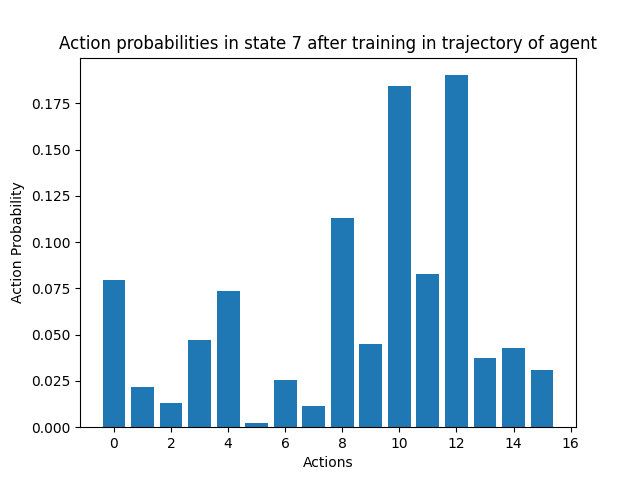 Action probabilities in state 7 after training in trajectory of agent
0.175
0.150
0.125
0.100
0.075
0.050
0.025
0.000
Action Probability
0 2 4 6 8 10 12 14 16
Actions